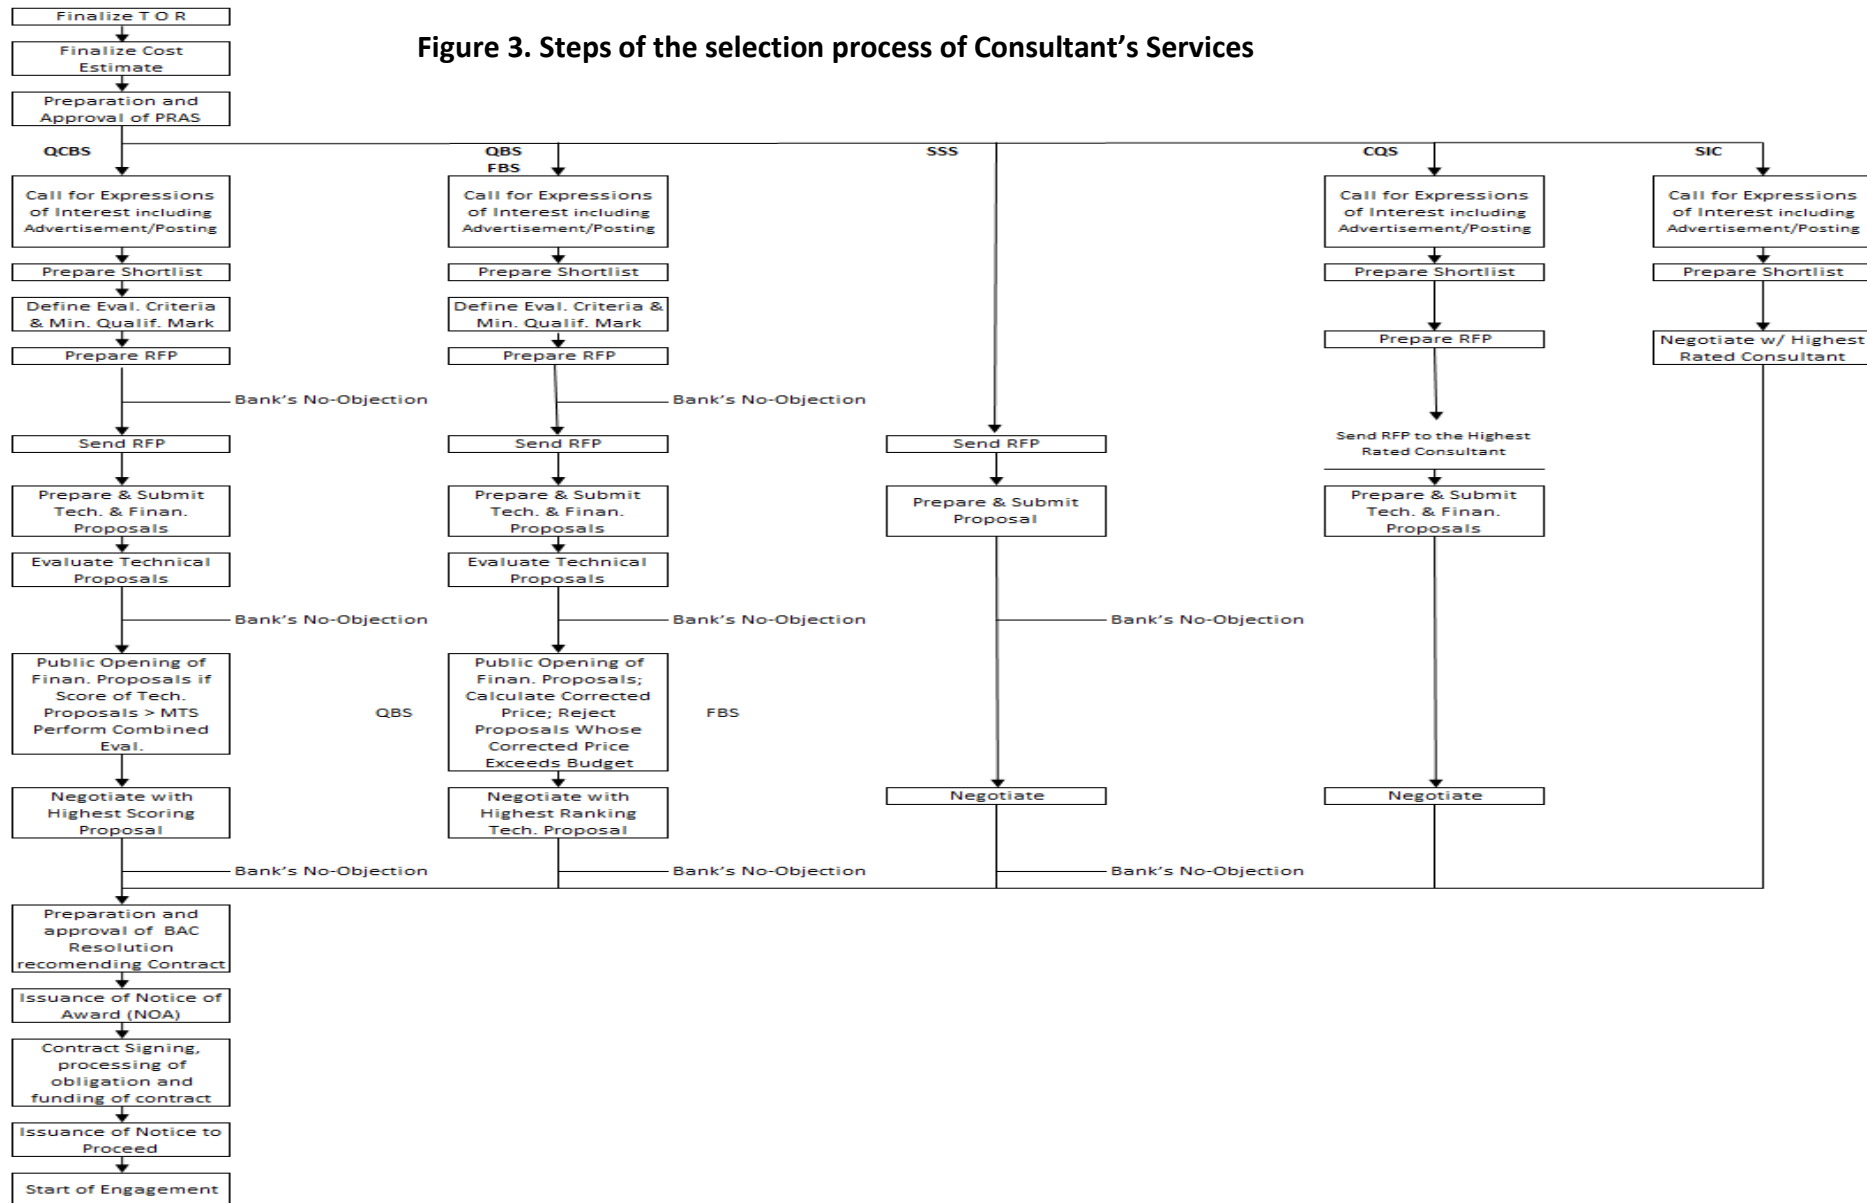 Figure 3. Steps of the selection process of Consultant's Services
Finalize T O R
Finalize Cost
Estimate
Preparation and
Approval of PRAS
QCBS
Call for Expressions
of Interest including
Advertisement/Posting
Prepare Shortlist
Define Eval. Criteria
& Min. Qualif. Mark
Prepare RFP
Bank's No-Objection
Send RFP
Prepare & Submit
Tech. & Finan.
Proposals
Evaluate Technical
Proposals
Bank's No-Objection
Public Opening of
Finan. Proposals if
Score of Tech.
Proposals > MTS
Perform Combined
Eval.
Negotiate with
Highest Scoring
Proposal
Bank's No-Objection
QBS
FBS
Call for Expressions
of Interest including
Advertisement/Posting
Prepare Shortlist
Define Eval. Criteria &
Min. Qualif. Mark
Prepare RFP
Bank's No-Objection
Send RFP
Prepare & Submit
Tech. & Finan.
Proposals
Evaluate Technical
Proposals
Bank's No-Objection
QBS
Public Opening of
Finan. Proposals;
Calculate Corrected
Price; Reject
Proposals Whose
Corrected Price
Exceeds Budget
FBS
Negotiate with
Highest Ranking
Tech. Proposal
Bank's No-Objection
SSS
Send RFP
Prepare & Submit
Proposal
Bank's No-Objection
Negotiate
Bank's No-Objection
CQS
Call for Expressions
of Interest including
Advertisement/Posting
Prepare Shortlist
Prepare RFP
Send RFP to the Highest
Rated Consultant
Prepare & Submit
Tech. & Finan.
Proposals
Negotiate
SIC
Call for Expressions
of Interest including
Advertisement/Posting
Prepare Shortlist
Negotiate w/ Highest
Rated Consultant
Preparation and
approval of BAC
Resolution
recomending Contract
Issuance of Notice of
Award (NOA)
Contract Signing,
processing of
obligation and
funding of contract
Issuance of Notice to
Proceed
Start of Engagement